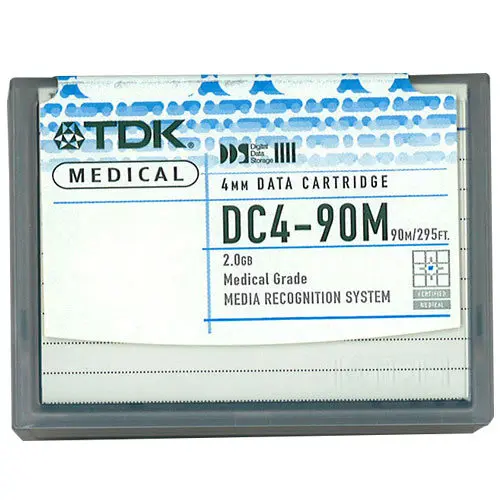 TDK®
MEDICAL
DDS Digital Data Storage
4MM DATA CARTRIDGE
DC4-90M 90M/295FT.
2.0GB
Medical Grade
MEDIA RECOGNITION SYSTEM
CERTIFIED
MEDICAL